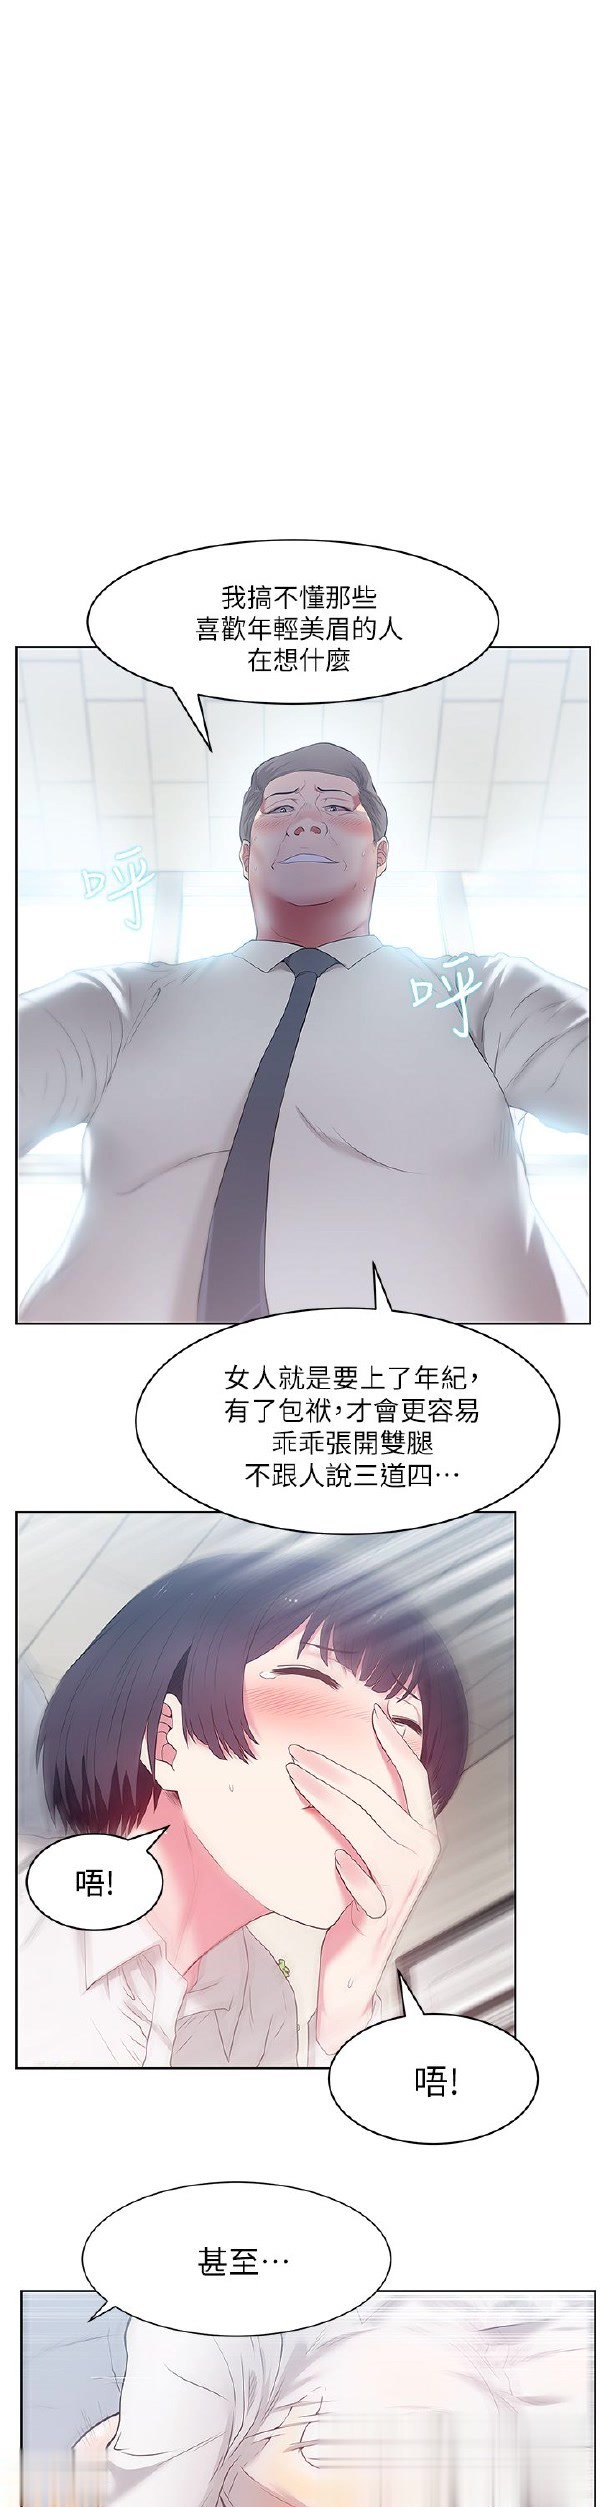 我搞不懂那些
喜歡年輕美眉的人
在想什麼
呼
呼
女人就是要上了年紀，
有了包袱，才會更容易
乖乖張開雙腿
不跟人說三道四…
唔!
唔!
甚至…